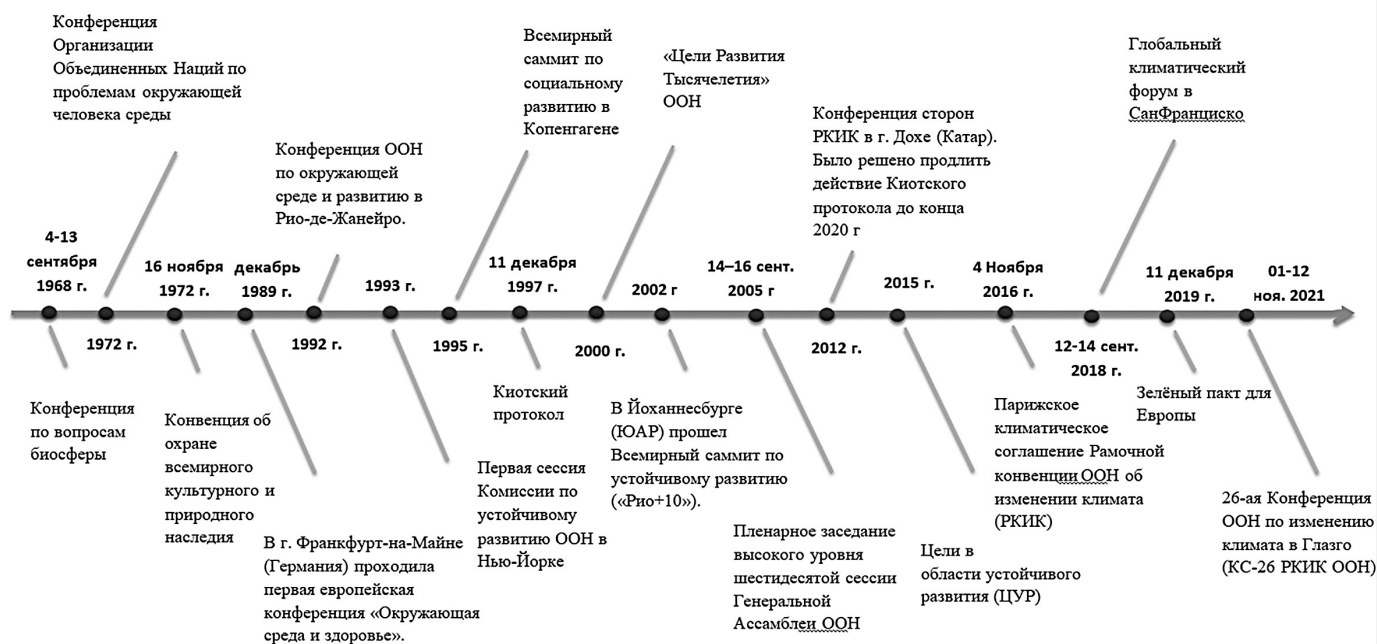 Конференция
Организации
Объединенных Наций по
проблемам окружающей
человека среды
Конференция ООН
по окружающей
среде и развитию в
Рио-де-Жанейро.
Всемирный
саммит по
социальному
развитию в
Копенгагене
«Цели Развития
Тысячелетия»
ООН
Конференция сторон
РКИК в г. Дохе (Катар).
Было решено продлить
действие Киотского
протокола до конца
2020 г
Глобальный
климатический
форум в
СанФранциско
4-13
сентября
1968 г.
16 ноября
1972 г.
декабрь
1989 г.
1993 г.
11 декабря
1997 г.
2002 г
14–16 сент.
2005 г
2015 г.
4 Ноября
2016 г.
11 декабря
2019 г.
01-12
ноя. 2021
1972 г.
1992 г.
1995 г.
2000 г.
2012 г.
12-14 сент.
2018 г.
Конференция
по вопросам
биосферы
Конвенция об
охране
всемирного
культурного и
природного
наследия
В г. Франкфурт-на-Майне
(Германия) проходила
первая европейская
конференция «Окружающая
среда и здоровье».
Первая сессия
Комиссии по
устойчивому
развитию ООН в
Нью-Йорке
Киотский
протокол
В Йоханнесбурге
(ЮАР) прошел
Всемирный саммит по
устойчивому развитию
(«Рио+10»).
Пленарное заседание
высокого уровня
шестидесятой сессии
Генеральной
Ассамблеи ООН
Цели в
области устойчивого
развития (ЦУР)
Парижское
климатическое
соглашение Рамочной
конвенции ООН об
изменении климата
(РКИК)
Зелёный пакт для
Европы
26-ая Конференция
ООН по изменению
климата в Глазго
(КС-26 РКИК ООН)